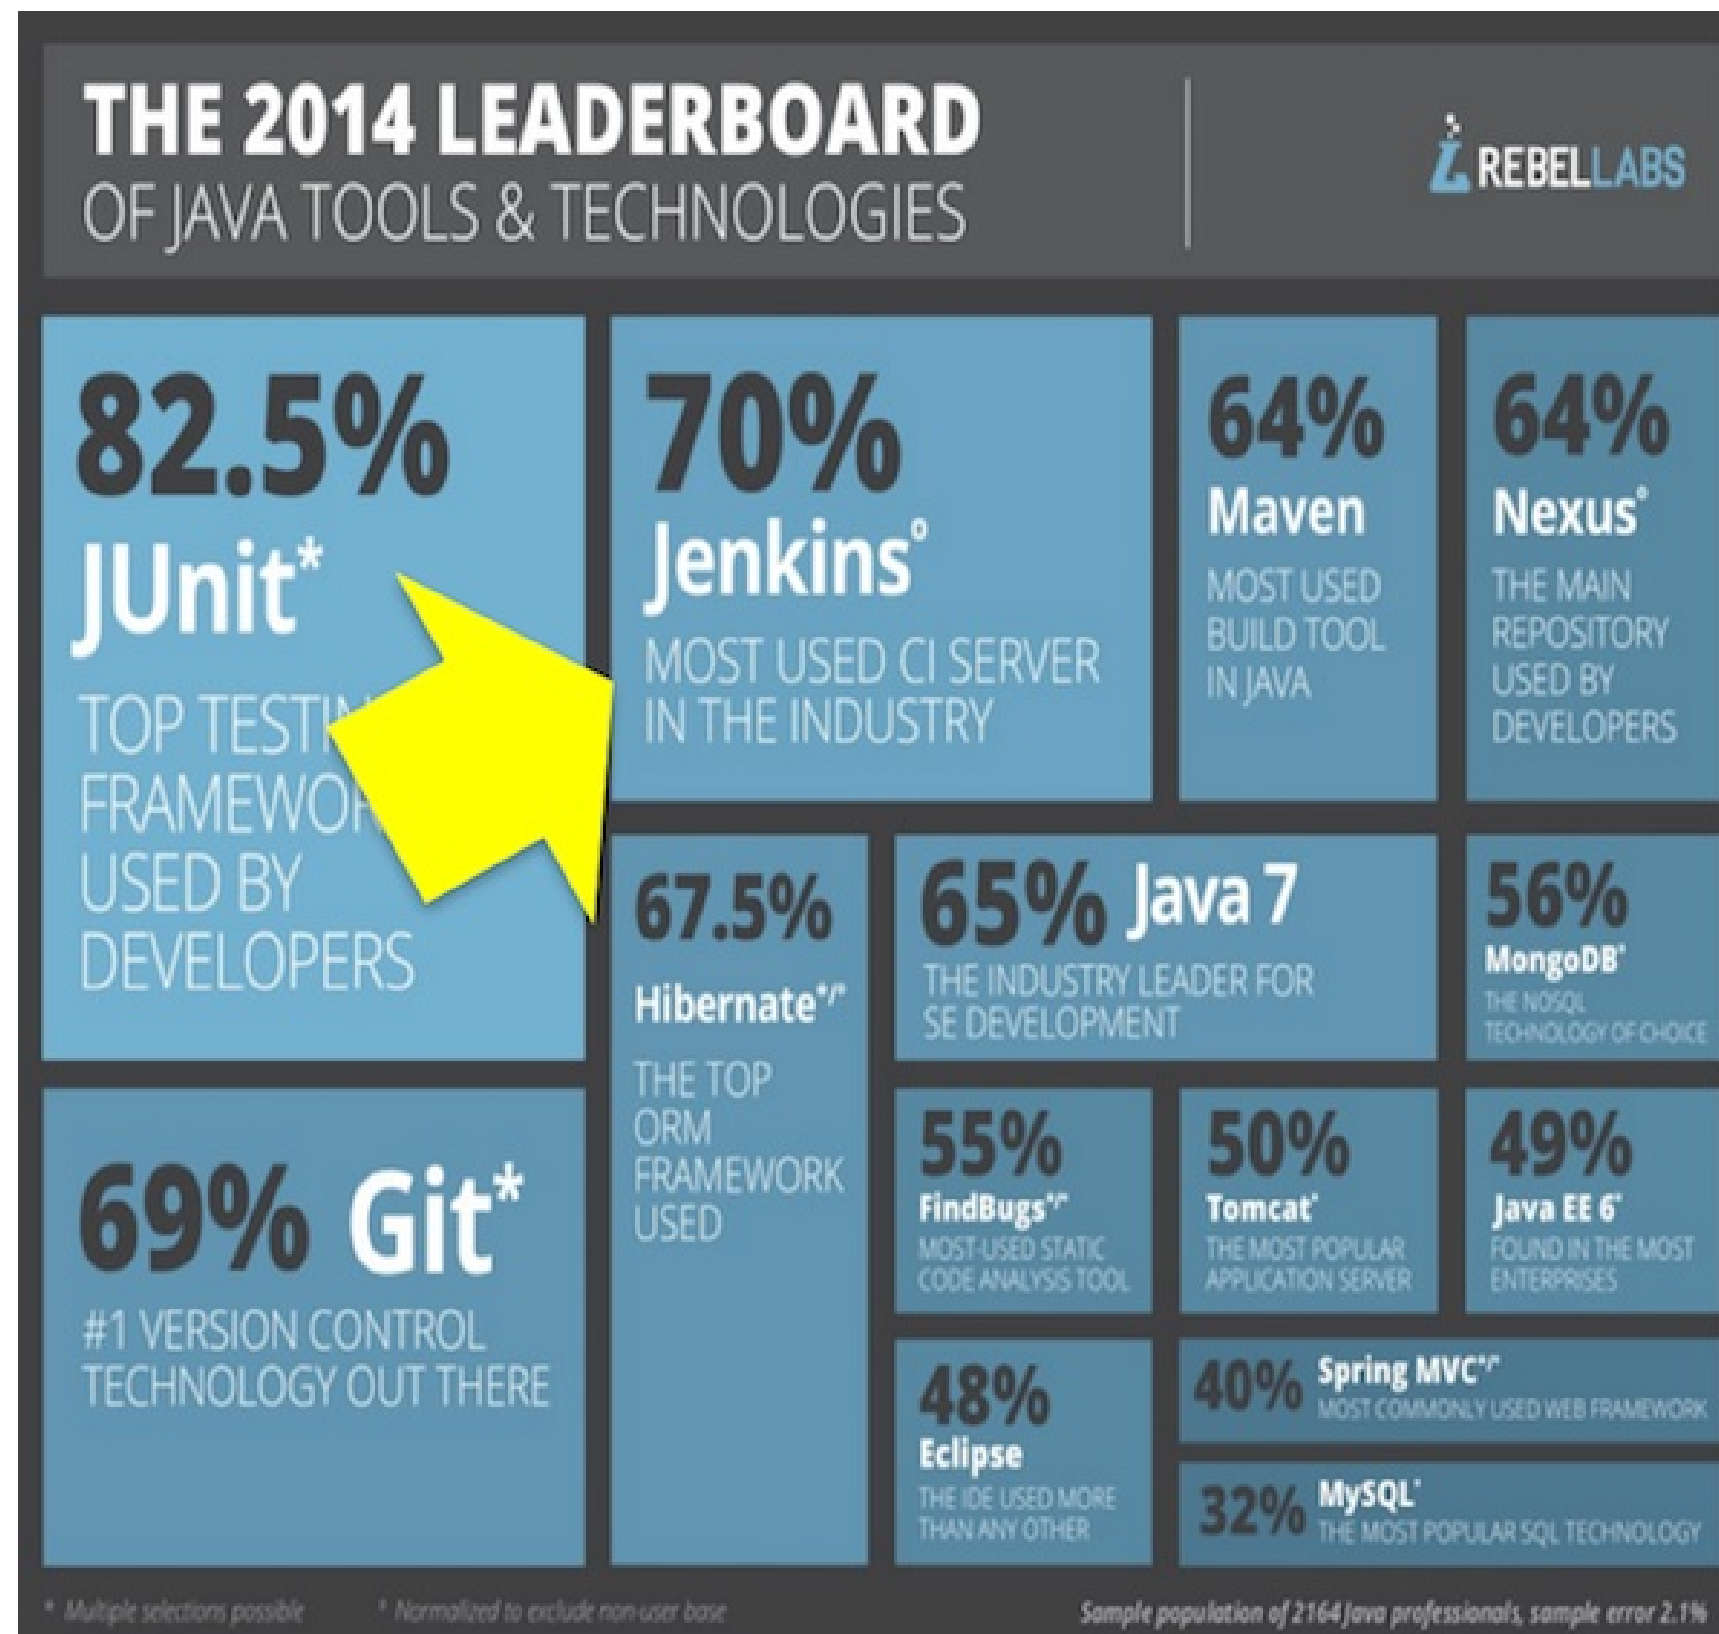 THE 2014 LEADERBOARD
OF JAVA TOOLS & TECHNOLOGIES
REBELLABS
82.5%
JUnit*
TOP TESTIN
FRAMEWOR
USED BY
DEVELOPERS
70%
Jenkins°
MOST USED CI SERVER
IN THE INDUSTRY
64%
Maven
MOST USED
BUILD TOOL
IN JAVA
64%
Nexus°
THE MAIN
REPOSITORY
USED BY
DEVELOPERS
67.5%
Hibernate*/°
THE TOP
ORM
FRAMEWORK
USED
65% Java 7
THE INDUSTRY LEADER FOR
SE DEVELOPMENT
56%
MongoDB°
THE NOSQL
TECHNOLOGY OF CHOICE
69% Git*
#1 VERSION CONTROL
TECHNOLOGY OUT THERE
55%
FindBugs*/°
MOST-USED STATIC
CODE ANALYSIS TOOL
50%
Tomcat°
THE MOST POPULAR
APPLICATION SERVER
49%
Java EE 6°
FOUND IN THE MOST
ENTERPRISES
48%
Eclipse
THE IDE USED MORE
THAN ANY OTHER
40% Spring MVC*/°
MOST COMMONLY USED WEB FRAMEWORK
32% MySQL°
THE MOST POPULAR SQL TECHNOLOGY
* Multiple selections possible
° Normalized to exclude non-user base
Sample population of 2164 Java professionals, sample error 2.1%